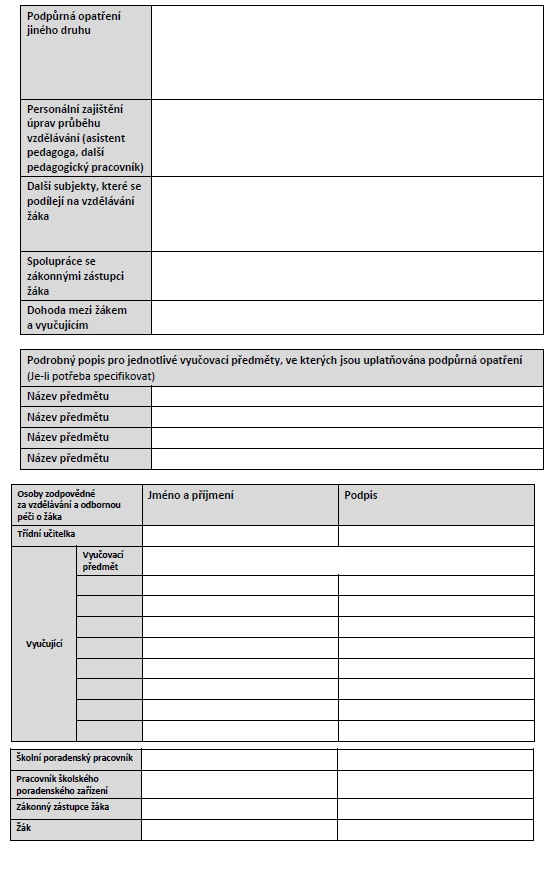 Podpůrná opatření
jiného druhu
Personální zajištění
úprav průběhu
vzdělávání (asistent
pedagoga, další
pedagogický pracovník)
Další subjekty, které se
podílejí na vzdělávání
žáka
Spolupráce se
zákonnými zástupci
žáka
Dohoda mezi žákem
a vyučujícím
Podrobný popis pro jednotlivé vyučovací předměty, ve kterých jsou uplatňována podpůrná opatření
(Je-li potřeba specifikovat)
Název předmětu
Název předmětu
Název předmětu
Název předmětu
Osoby zodpovědné
za vzdělávání a odbornou
péči o žáka
Jméno a příjmení
Podpis
Třídní učitelka
Vyučovací
předmět
Vyučující
Školní poradenský pracovník
Pracovník školského
poradenského zařízení
Zákonný zástupce žáka
Žák